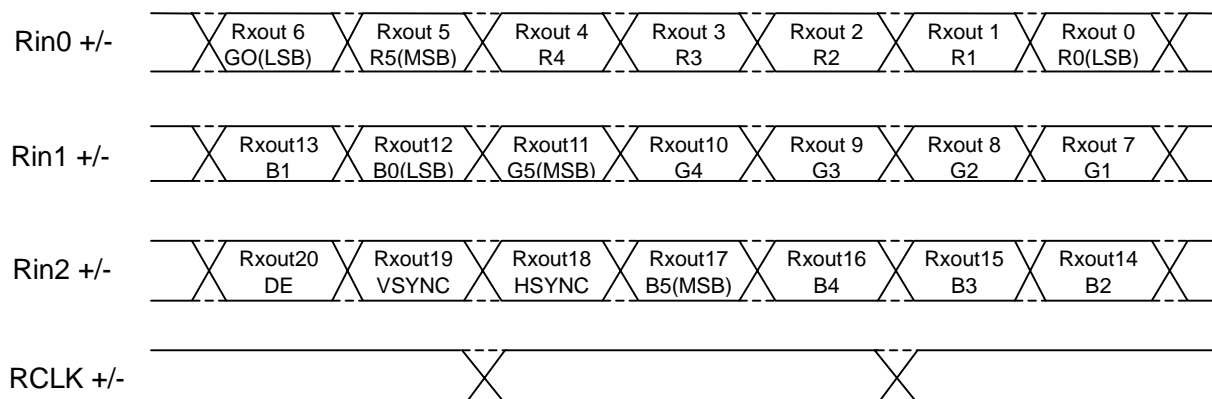 Rin0 +/-
Rxout 6 Rxout 5 Rxout 4 Rxout 3 Rxout 2 Rxout 1 Rxout 0
GO(LSB) R5(MSB) R4 R3 R2 R1 R0(LSB)
Rin1 +/-
Rxout13 Rxout12 Rxout11 Rxout10 Rxout 9 Rxout 8 Rxout 7
B1 B0(LSB) G5(MSB) G4 G3 G2 G1
Rin2 +/-
Rxout20 Rxout19 Rxout18 Rxout17 Rxout16 Rxout15 Rxout14
DE VSYNC HSYNC B5(MSB) B4 B3 B2
RCLK +/-